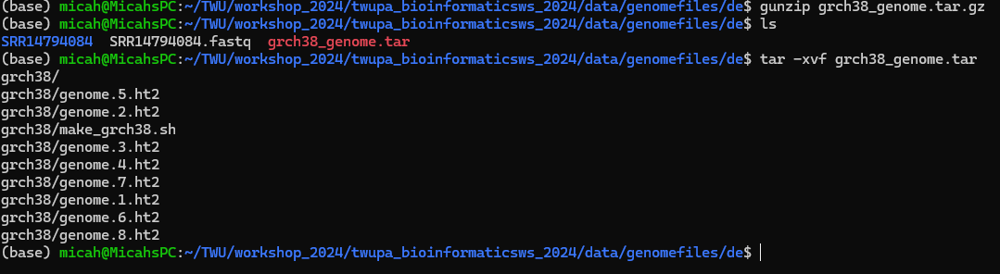 (base) micah@MicahsPC:~/TWU/workshop_2024/twupa_bioinformaticsws_2024/data/genomefiles/de$ gunzip grch38_genome.tar.gz
(base) micah@MicahsPC:~/TWU/workshop_2024/twupa_bioinformaticsws_2024/data/genomefiles/de$ ls
SRR14794084  SRR14794084.fastq  grch38_genome.tar
(base) micah@MicahsPC:~/TWU/workshop_2024/twupa_bioinformaticsws_2024/data/genomefiles/de$ tar -xvf grch38_genome.tar
grch38/
grch38/genome.5.ht2
grch38/genome.2.ht2
grch38/make_grch38.sh
grch38/genome.3.ht2
grch38/genome.4.ht2
grch38/genome.7.ht2
grch38/genome.1.ht2
grch38/genome.6.ht2
grch38/genome.8.ht2
(base) micah@MicahsPC:~/TWU/workshop_2024/twupa_bioinformaticsws_2024/data/genomefiles/de$